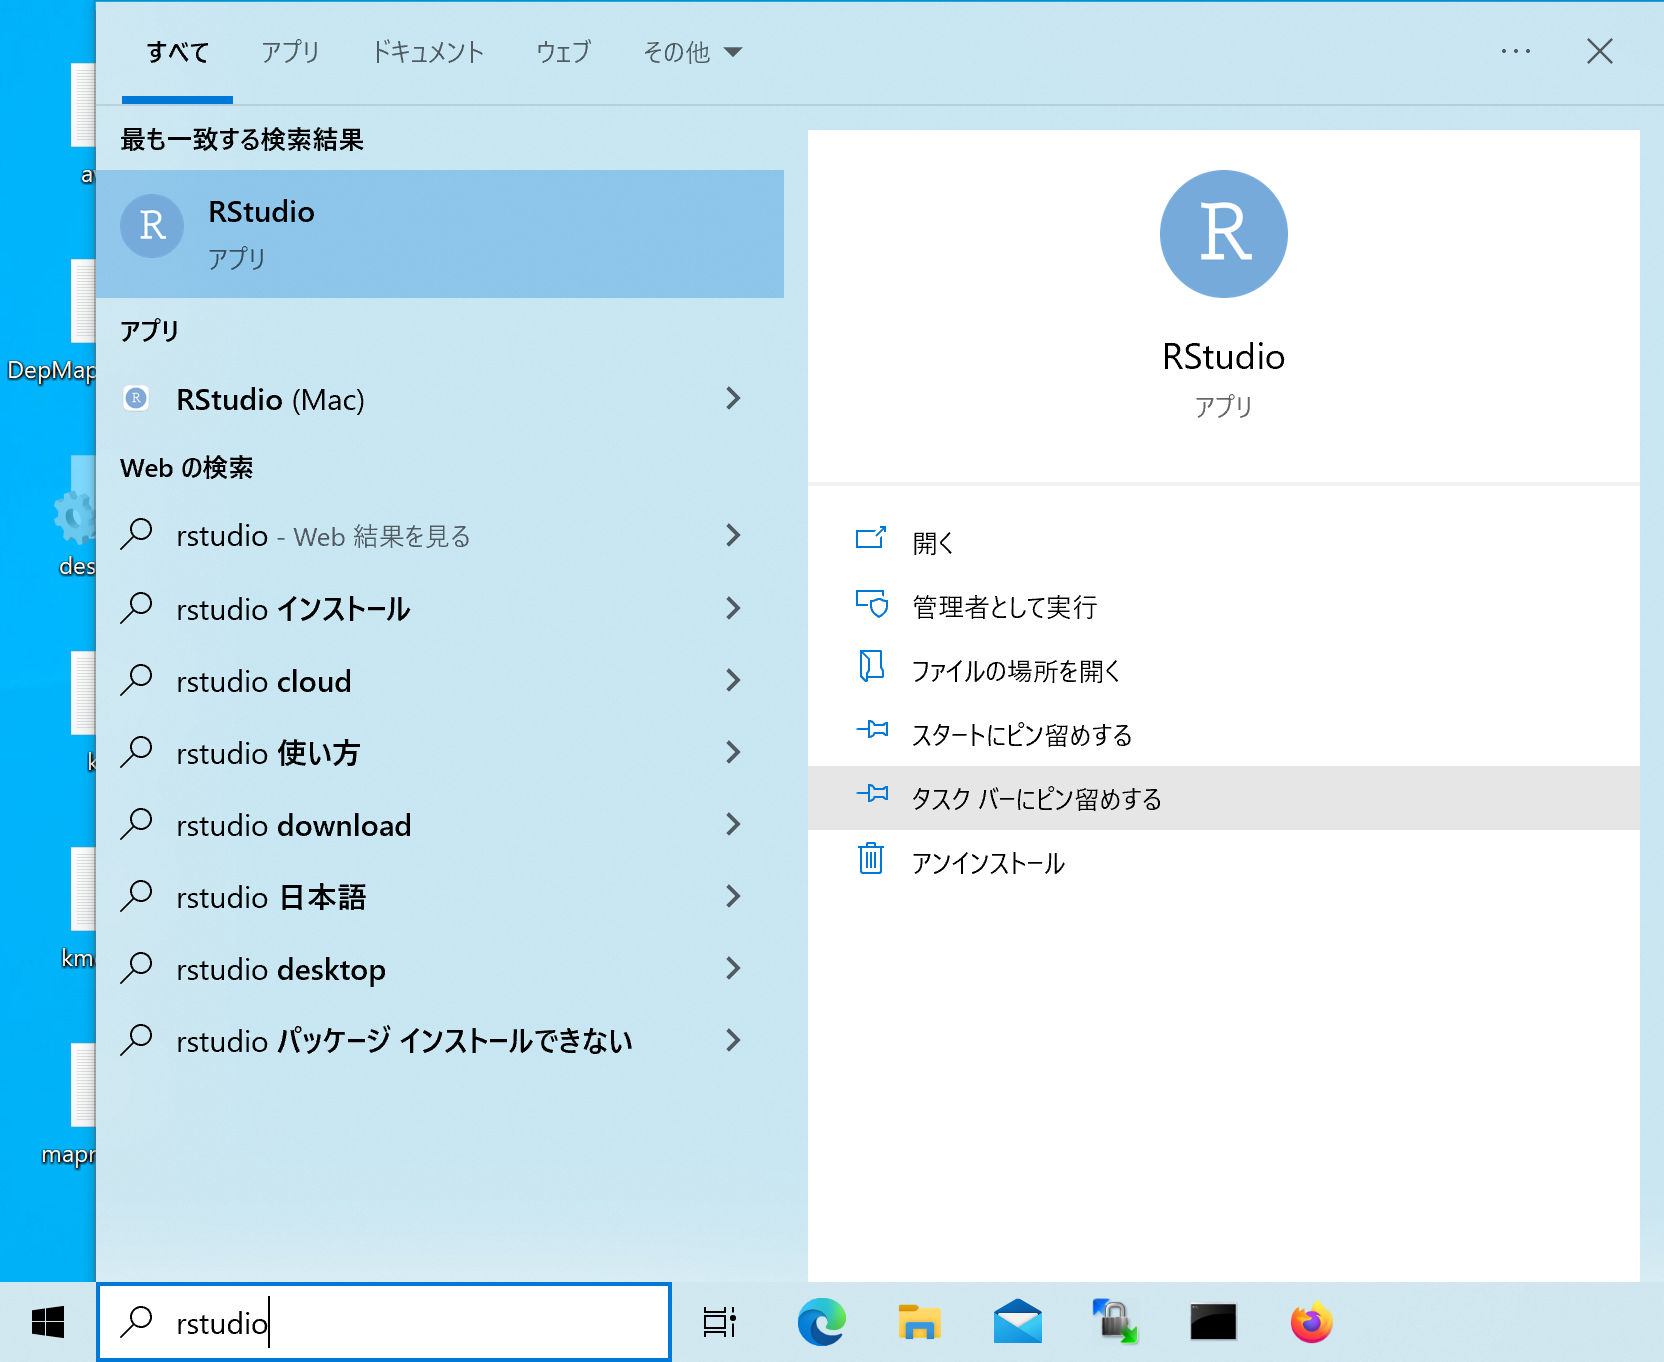 すべて アプリ ドキュメント ウェブ その他
最も一致する検索結果
R
RStudio
アプリ
アプリ
R
RStudio (Mac)
Web の検索
rstudio - Web 結果を見る
rstudio インストール
rstudio cloud
rstudio 使い方
rstudio download
rstudio 日本語
rstudio desktop
rstudio パッケージ インストールできない
R
RStudio
アプリ
開く
管理者として実行
ファイルの場所を開く
スタートにピン留めする
タスク バーにピン留めする
アンインストール
DepMap
des
km
mapr
rstudio